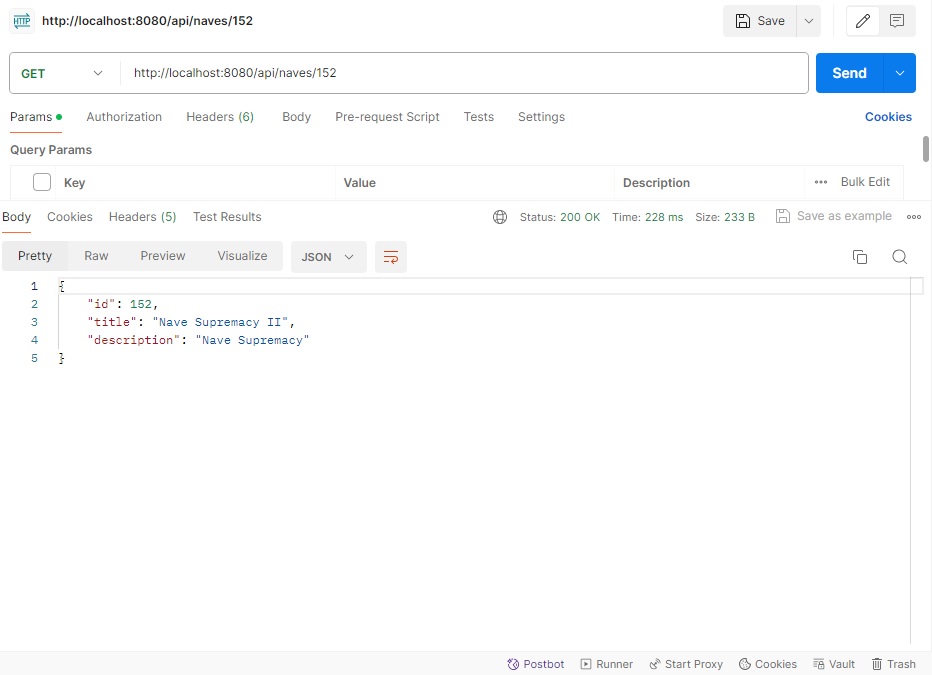 HTTP http://localhost:8080/api/naves/152 Save
GET http://localhost:8080/api/naves/152 Send
Params Authorization Headers (6) Body Pre-request Script Tests Settings Cookies
Query Params
Key Value Description ••• Bulk Edit
Body Cookies Headers (5) Test Results Status: 200 OK Time: 228 ms Size: 233 B Save as example
Pretty Raw Preview Visualize JSON
1 {
2 "id": 152,
3 "title": "Nave Supremacy II",
4 "description": "Nave Supremacy"
5 }
Postbot Runner Start Proxy Cookies Vault Trash